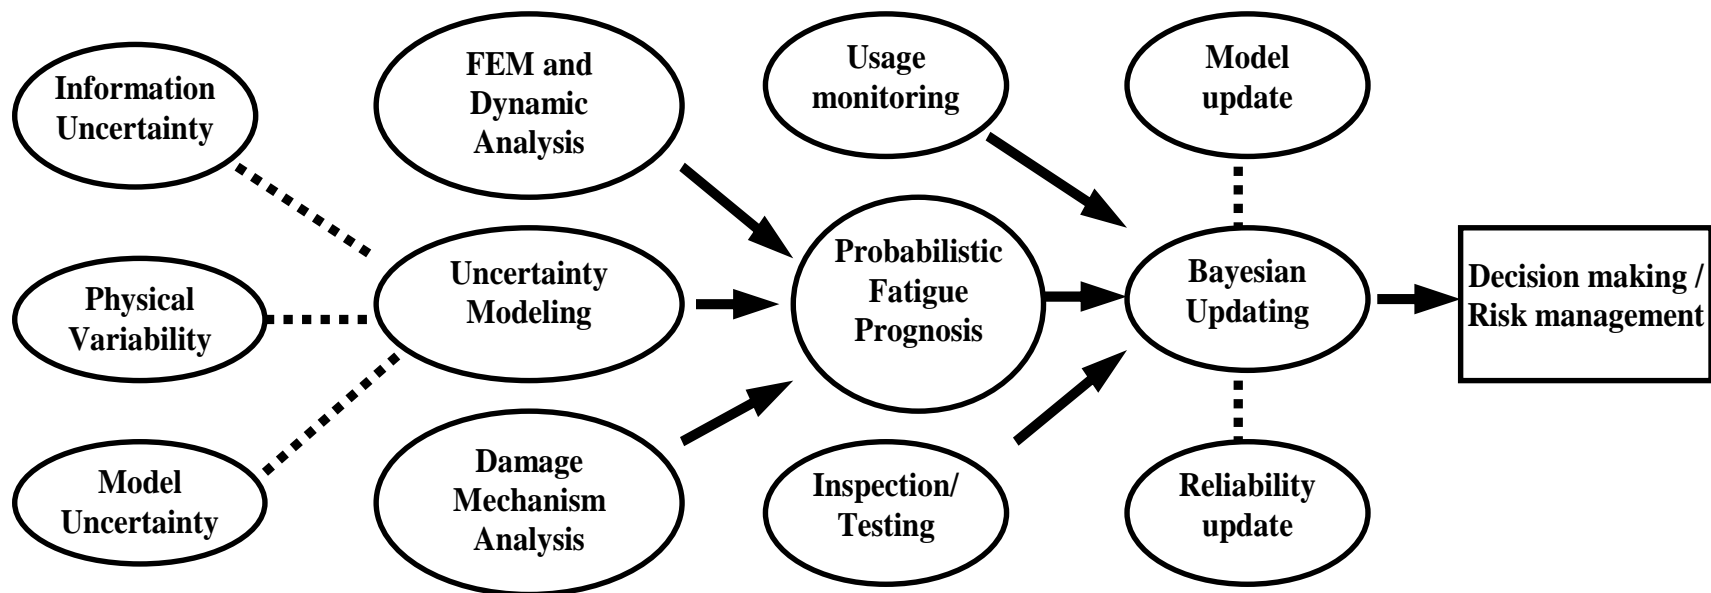 Information
Uncertainty
Physical
Variability
Model
Uncertainty
FEM and
Dynamic
Analysis
Uncertainty
Modeling
Damage
Mechanism
Analysis
Usage
monitoring
Probabilistic
Fatigue
Prognosis
Inspection/
Testing
Model
update
Bayesian
Updating
Reliability
update
Decision making /
Risk management